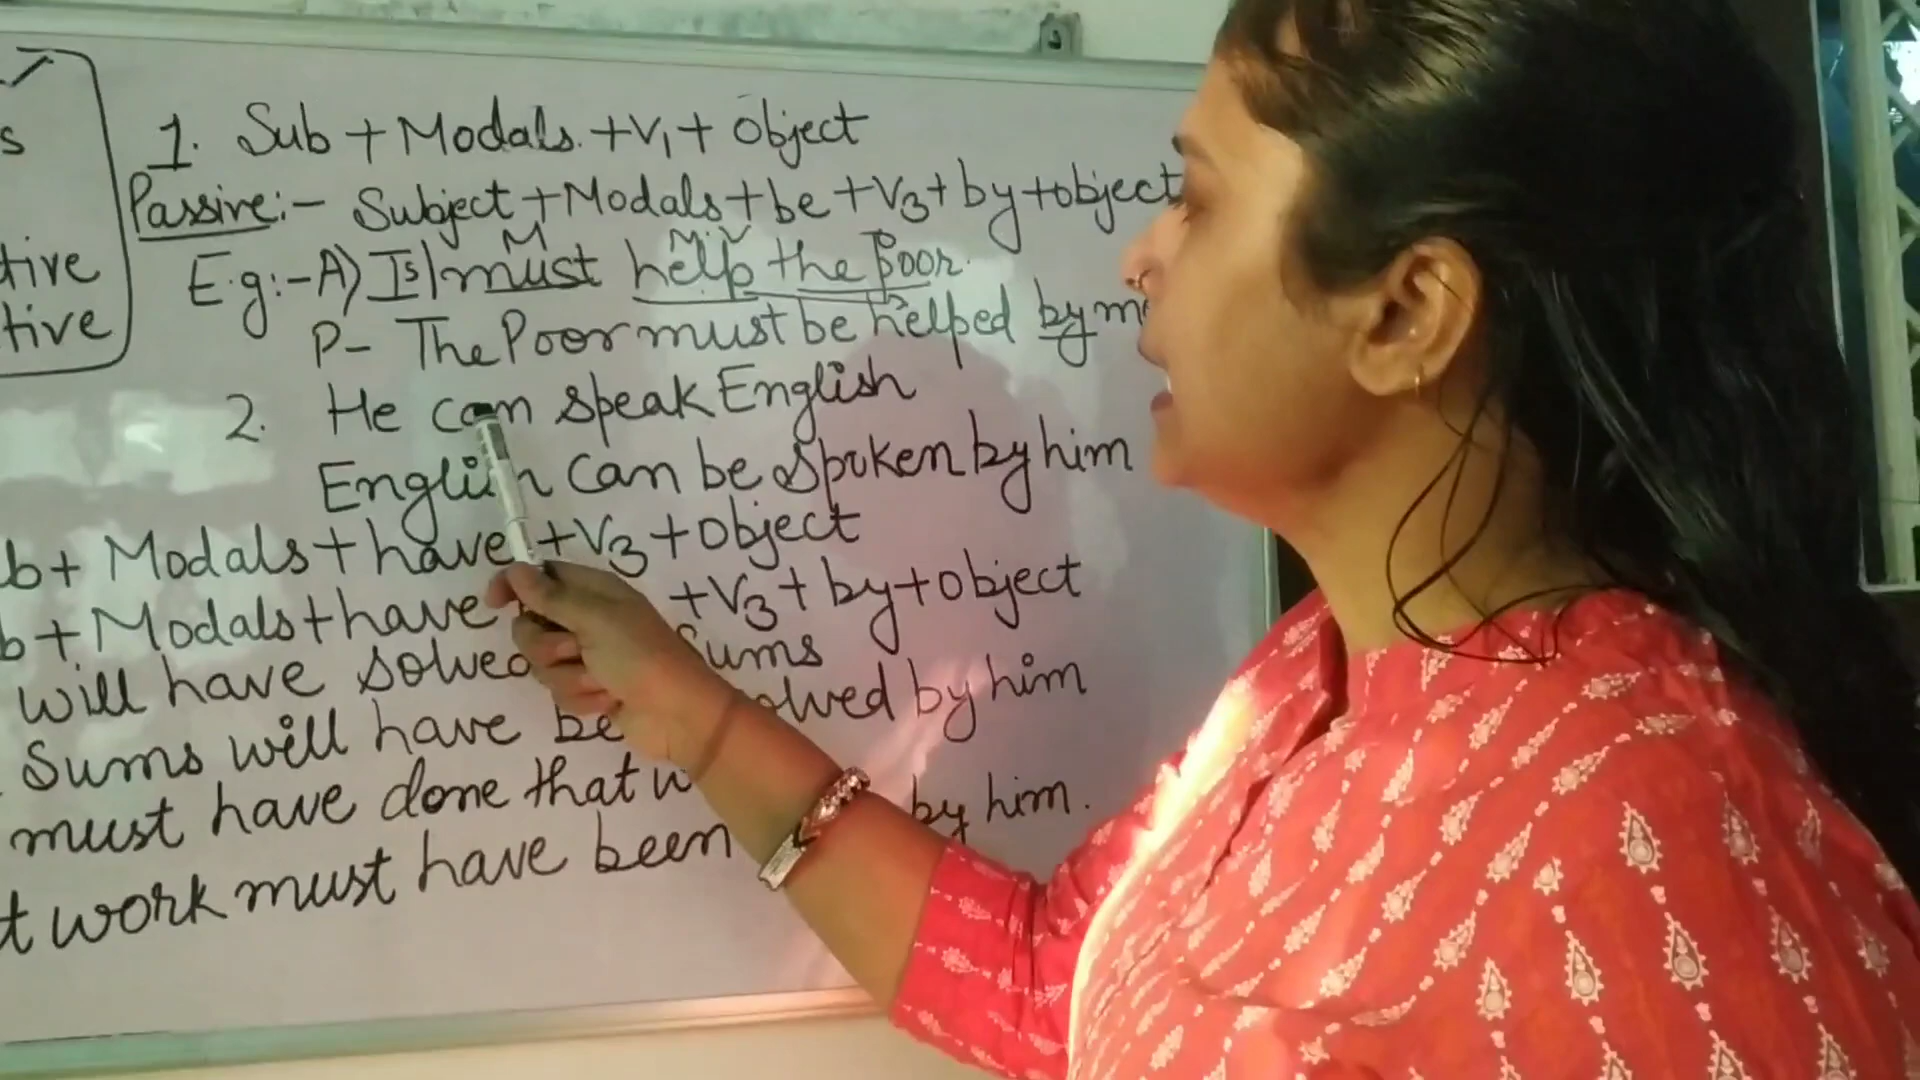 s
tive
tive
1. Sub + Modals. + V1 + Object
Passive:- Subject + Modals + be + V3 + by + object
M M.V
E.g:-A) Is| must help the Poor.
P- The Poor must be helped by
2. He can speak English
English can be spoken by him
b + Modals + have + V3 + Object
b + Modals + have + V3 + by + object
will have solved Sums
Sums will have solved by him
must have done that
t work must have been by him.